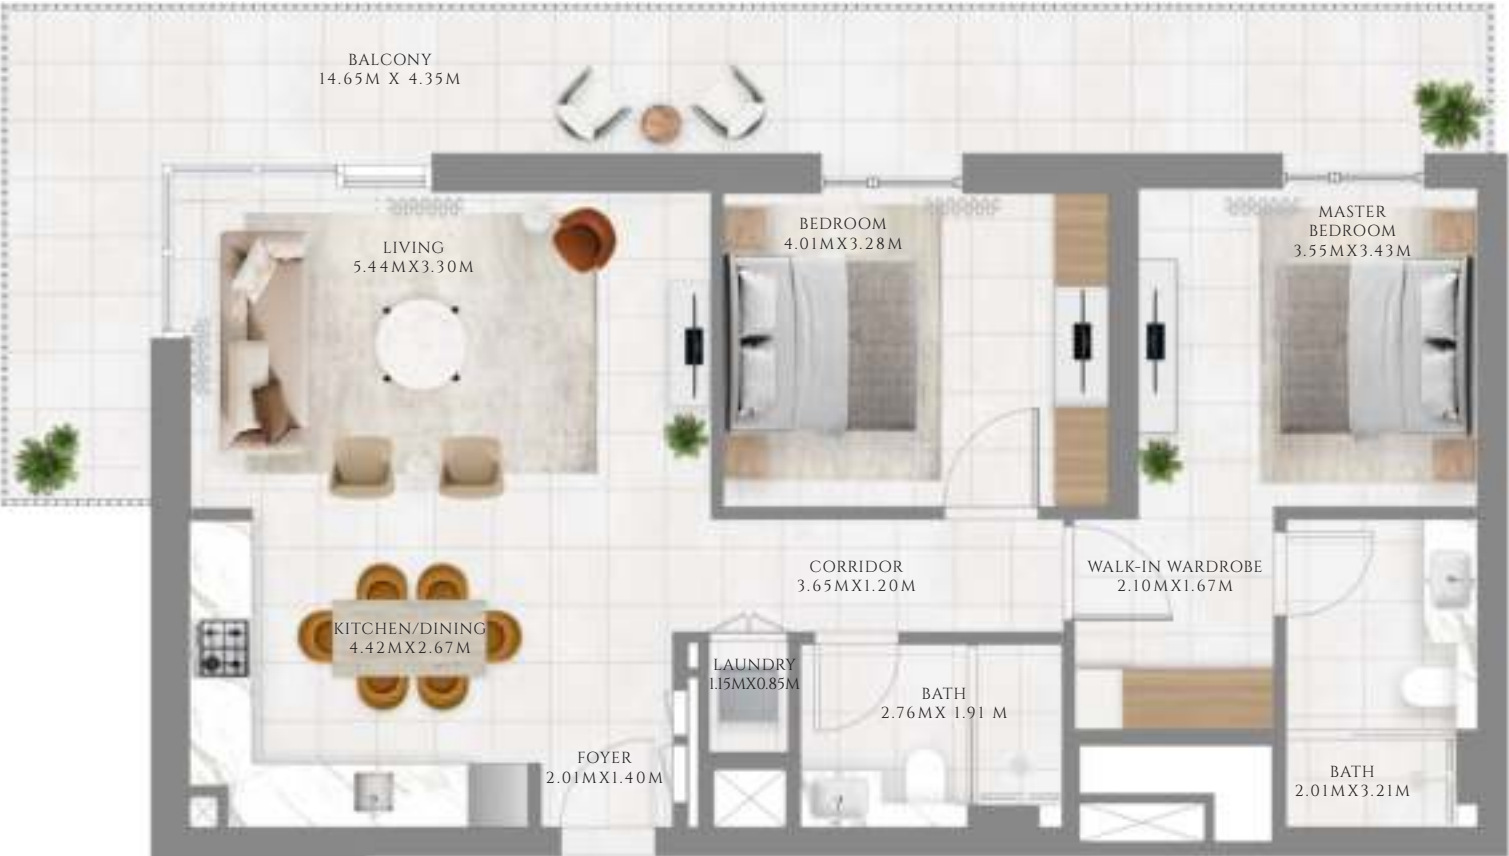 BALCONY
14.65M X 4.35M
LIVING
5.44MX3.30M
BEDROOM
4.01MX3.28M
MASTER
BEDROOM
3.55MX3.43M
CORRIDOR
3.65MX1.20M
WALK-IN WARDROBE
2.10MX1.67M
KITCHEN/DINING
4.42MX2.67M
LAUNDRY
1.15MX0.85M
BATH
2.76MX 1.91 M
FOYER
2.01MX1.40M
BATH
2.01MX3.21M